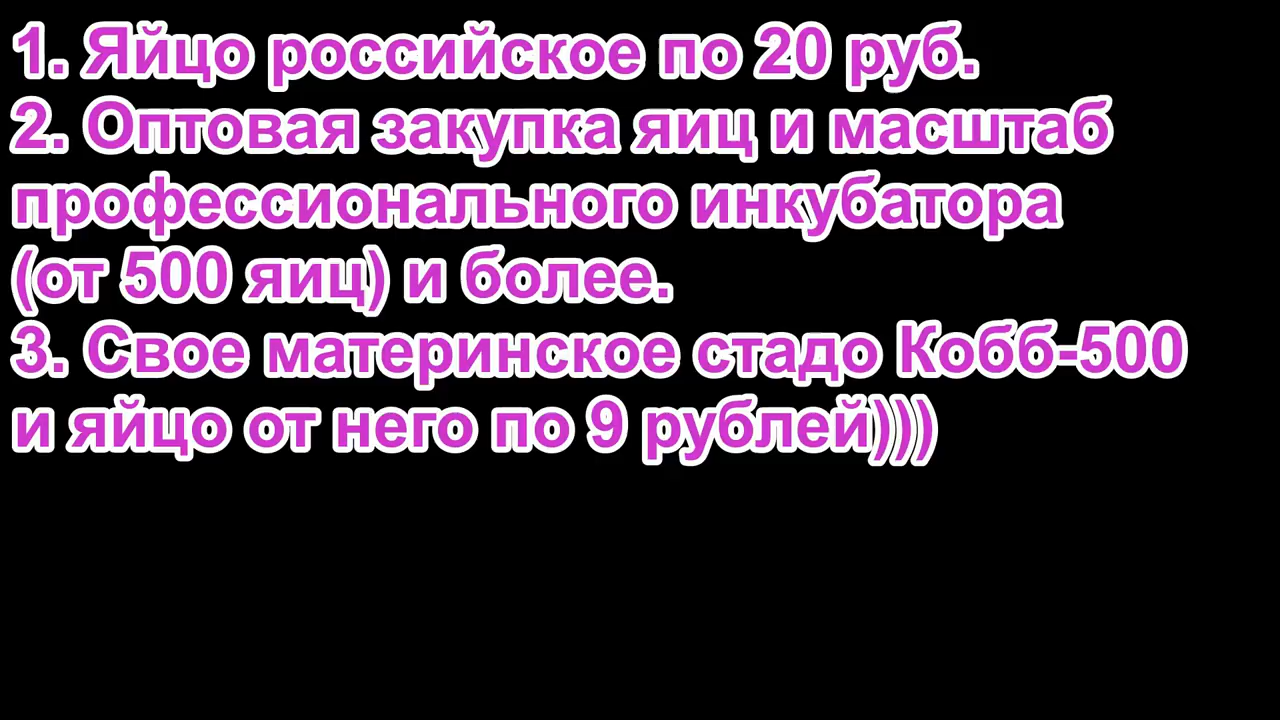 1. Яйцо российское по 20 руб.
2. Оптовая закупка яиц и масштаб
профессионального инкубатора
(от 500 яиц) и более.
3. Свое материнское стадо Кобб-500
и яйцо от него по 9 рублей)))